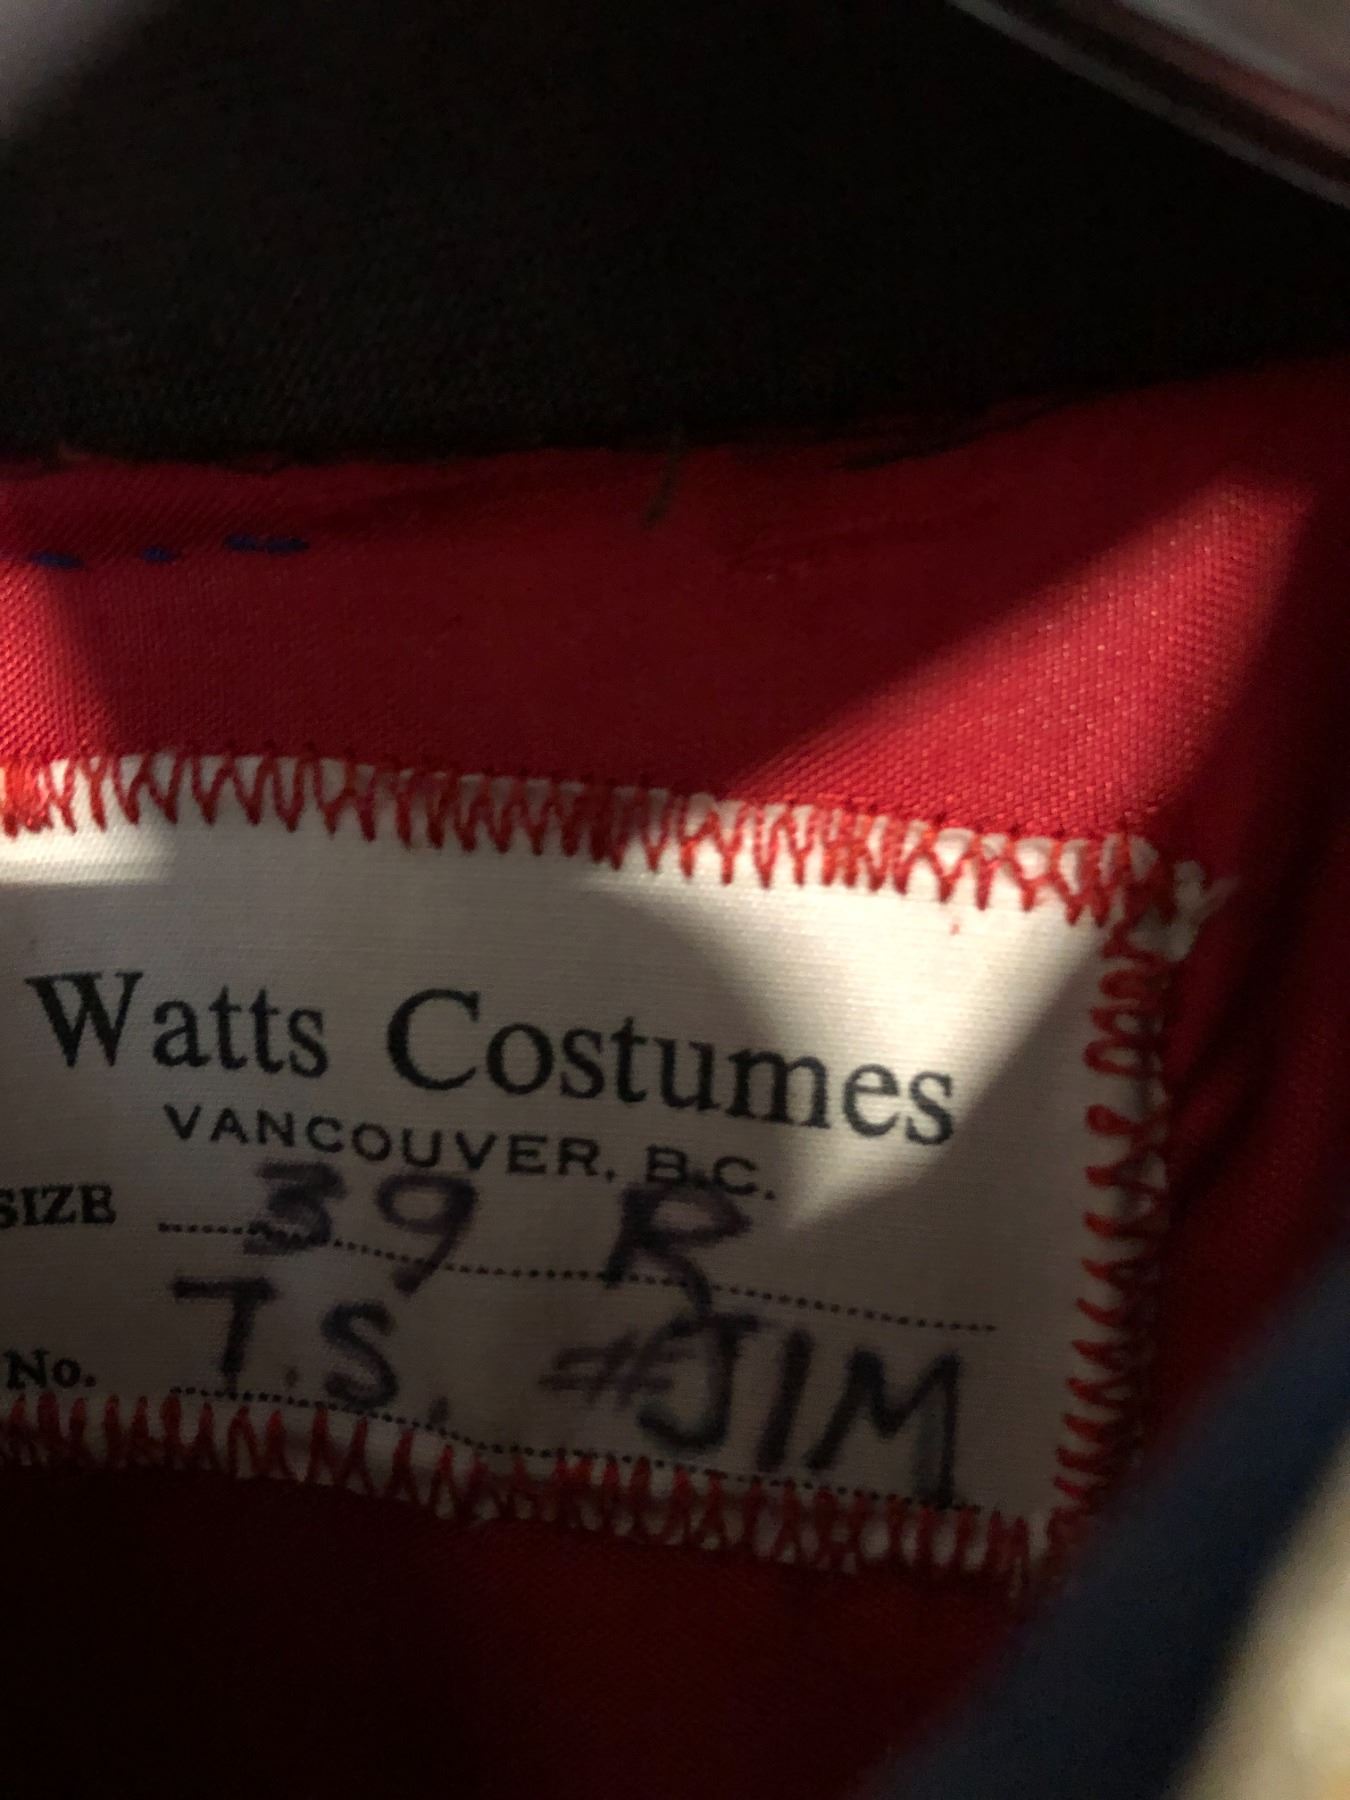 Watts Costumes
VANCOUVER, B.C.
SIZE 39 R
No. T.S. #JIM